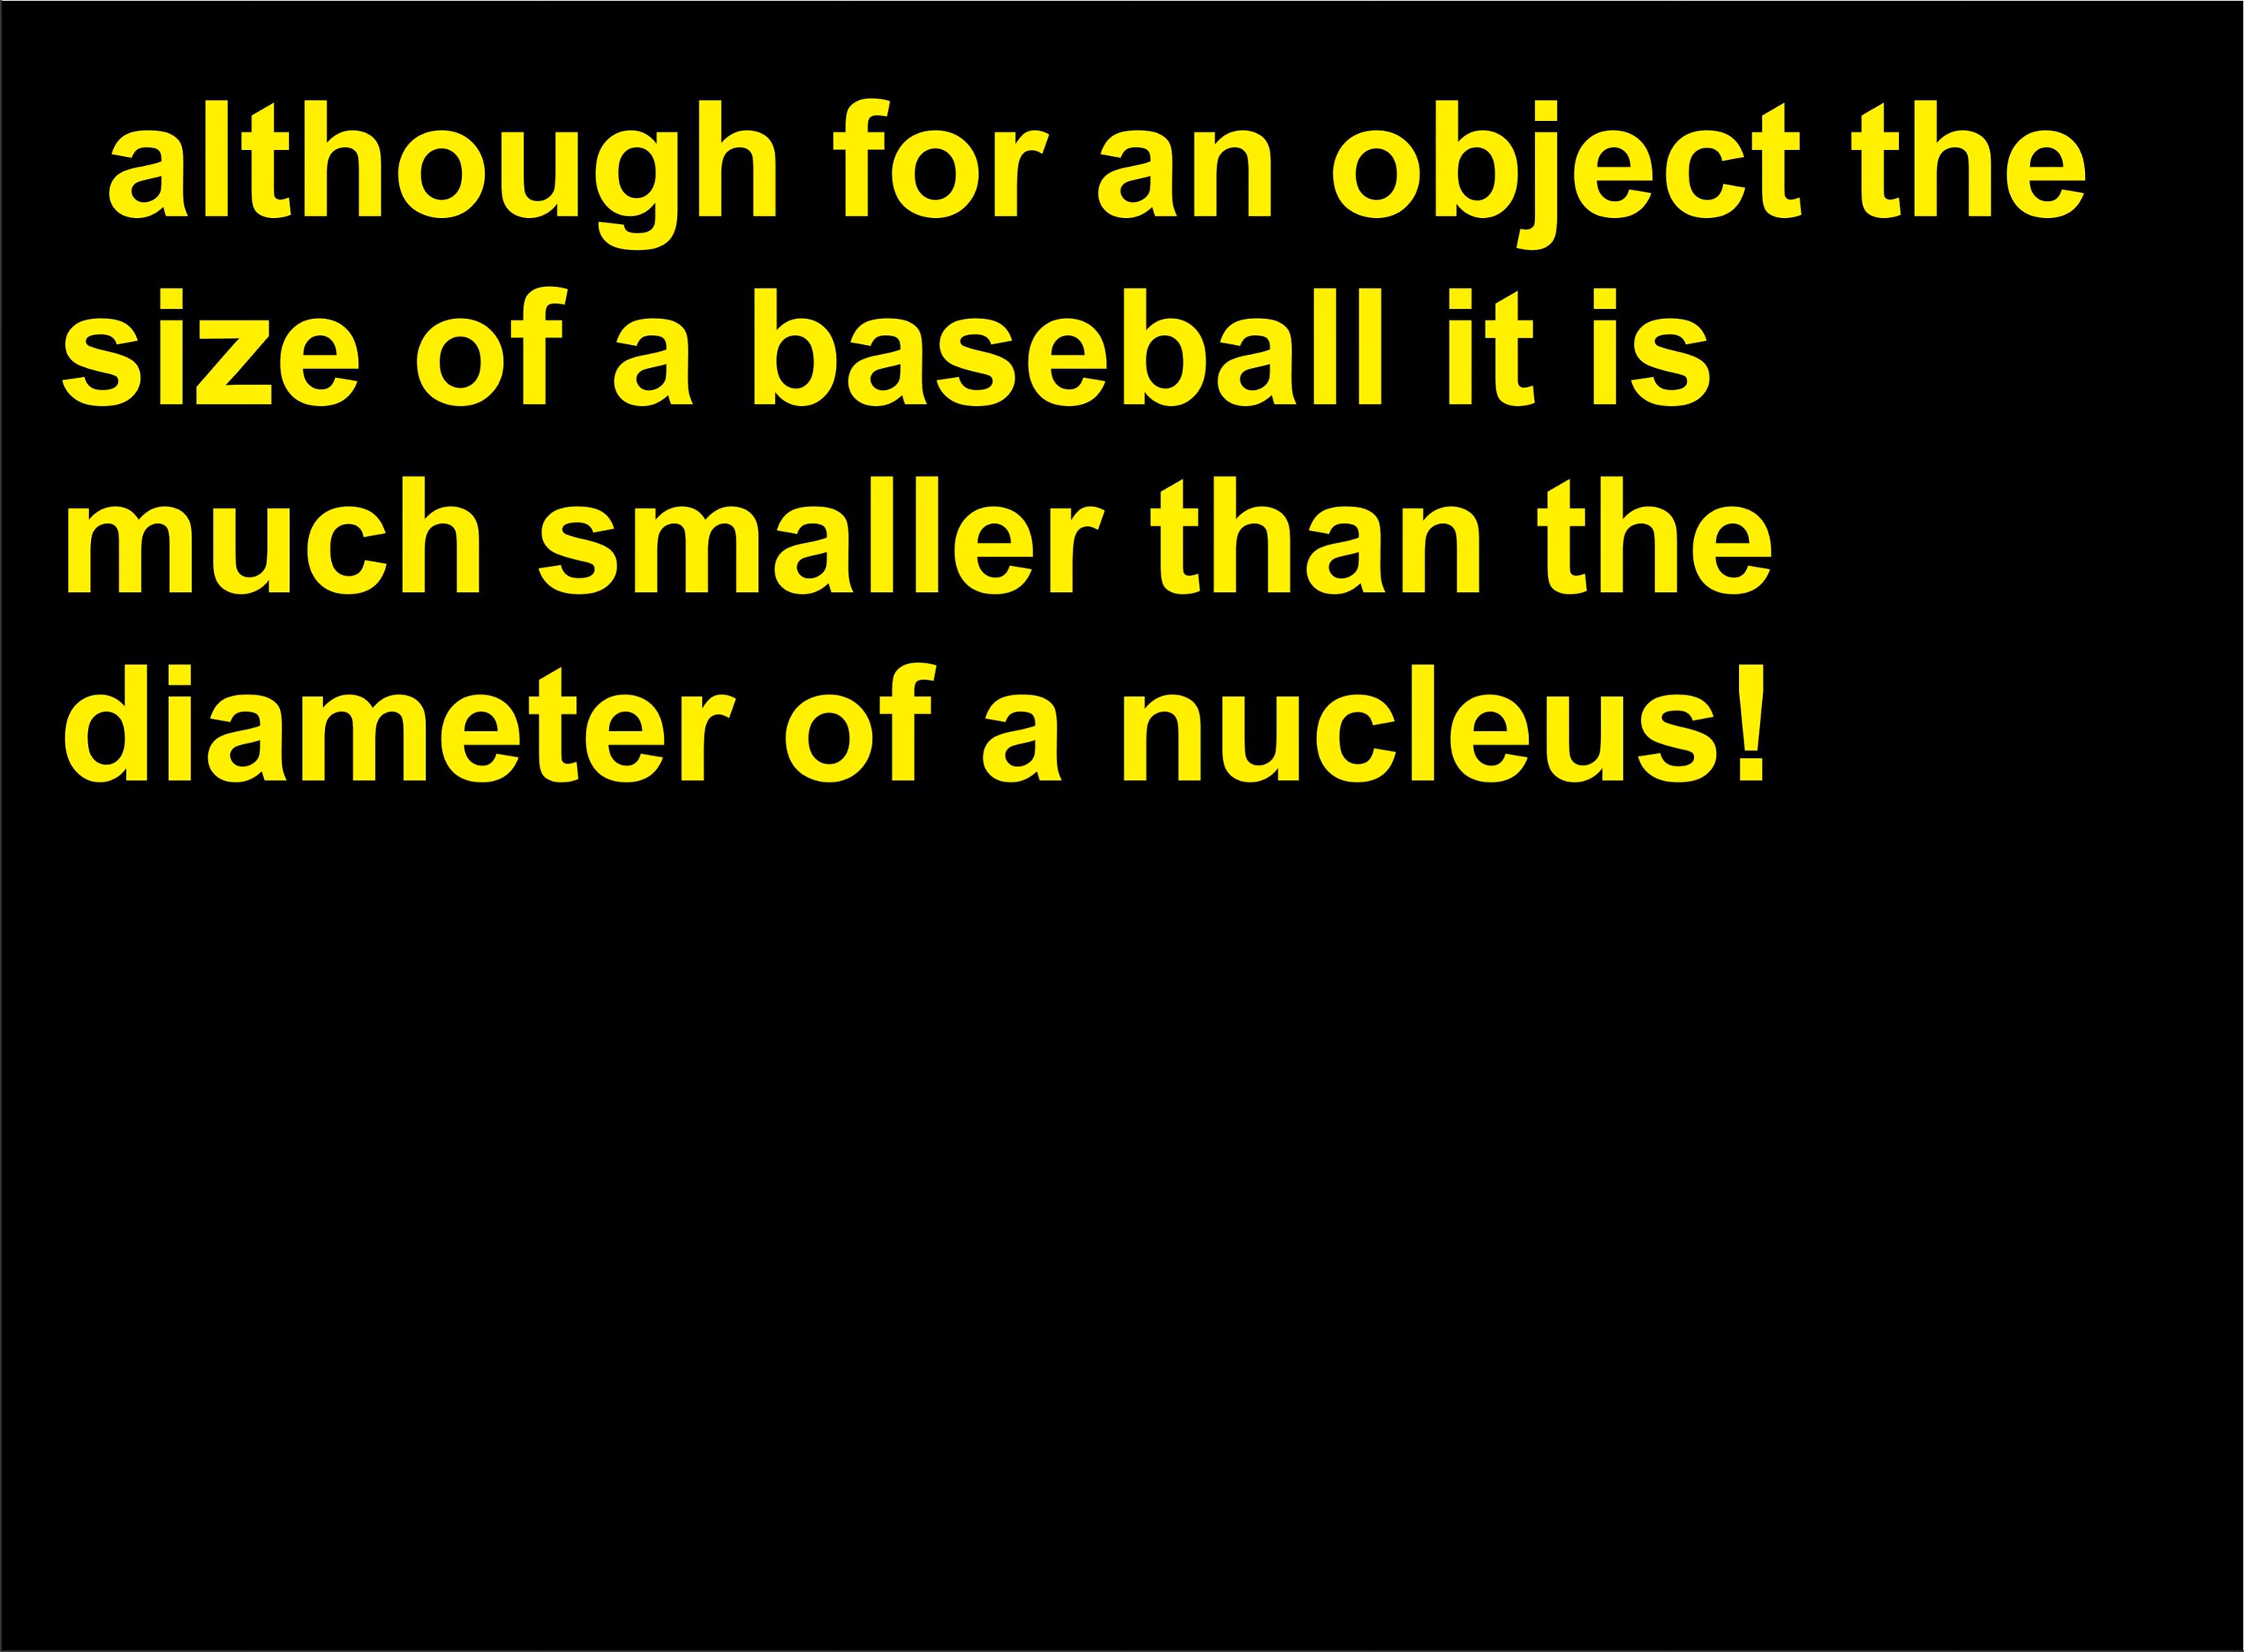 although for an object the
size of a baseball it is
much smaller than the
diameter of a nucleus!